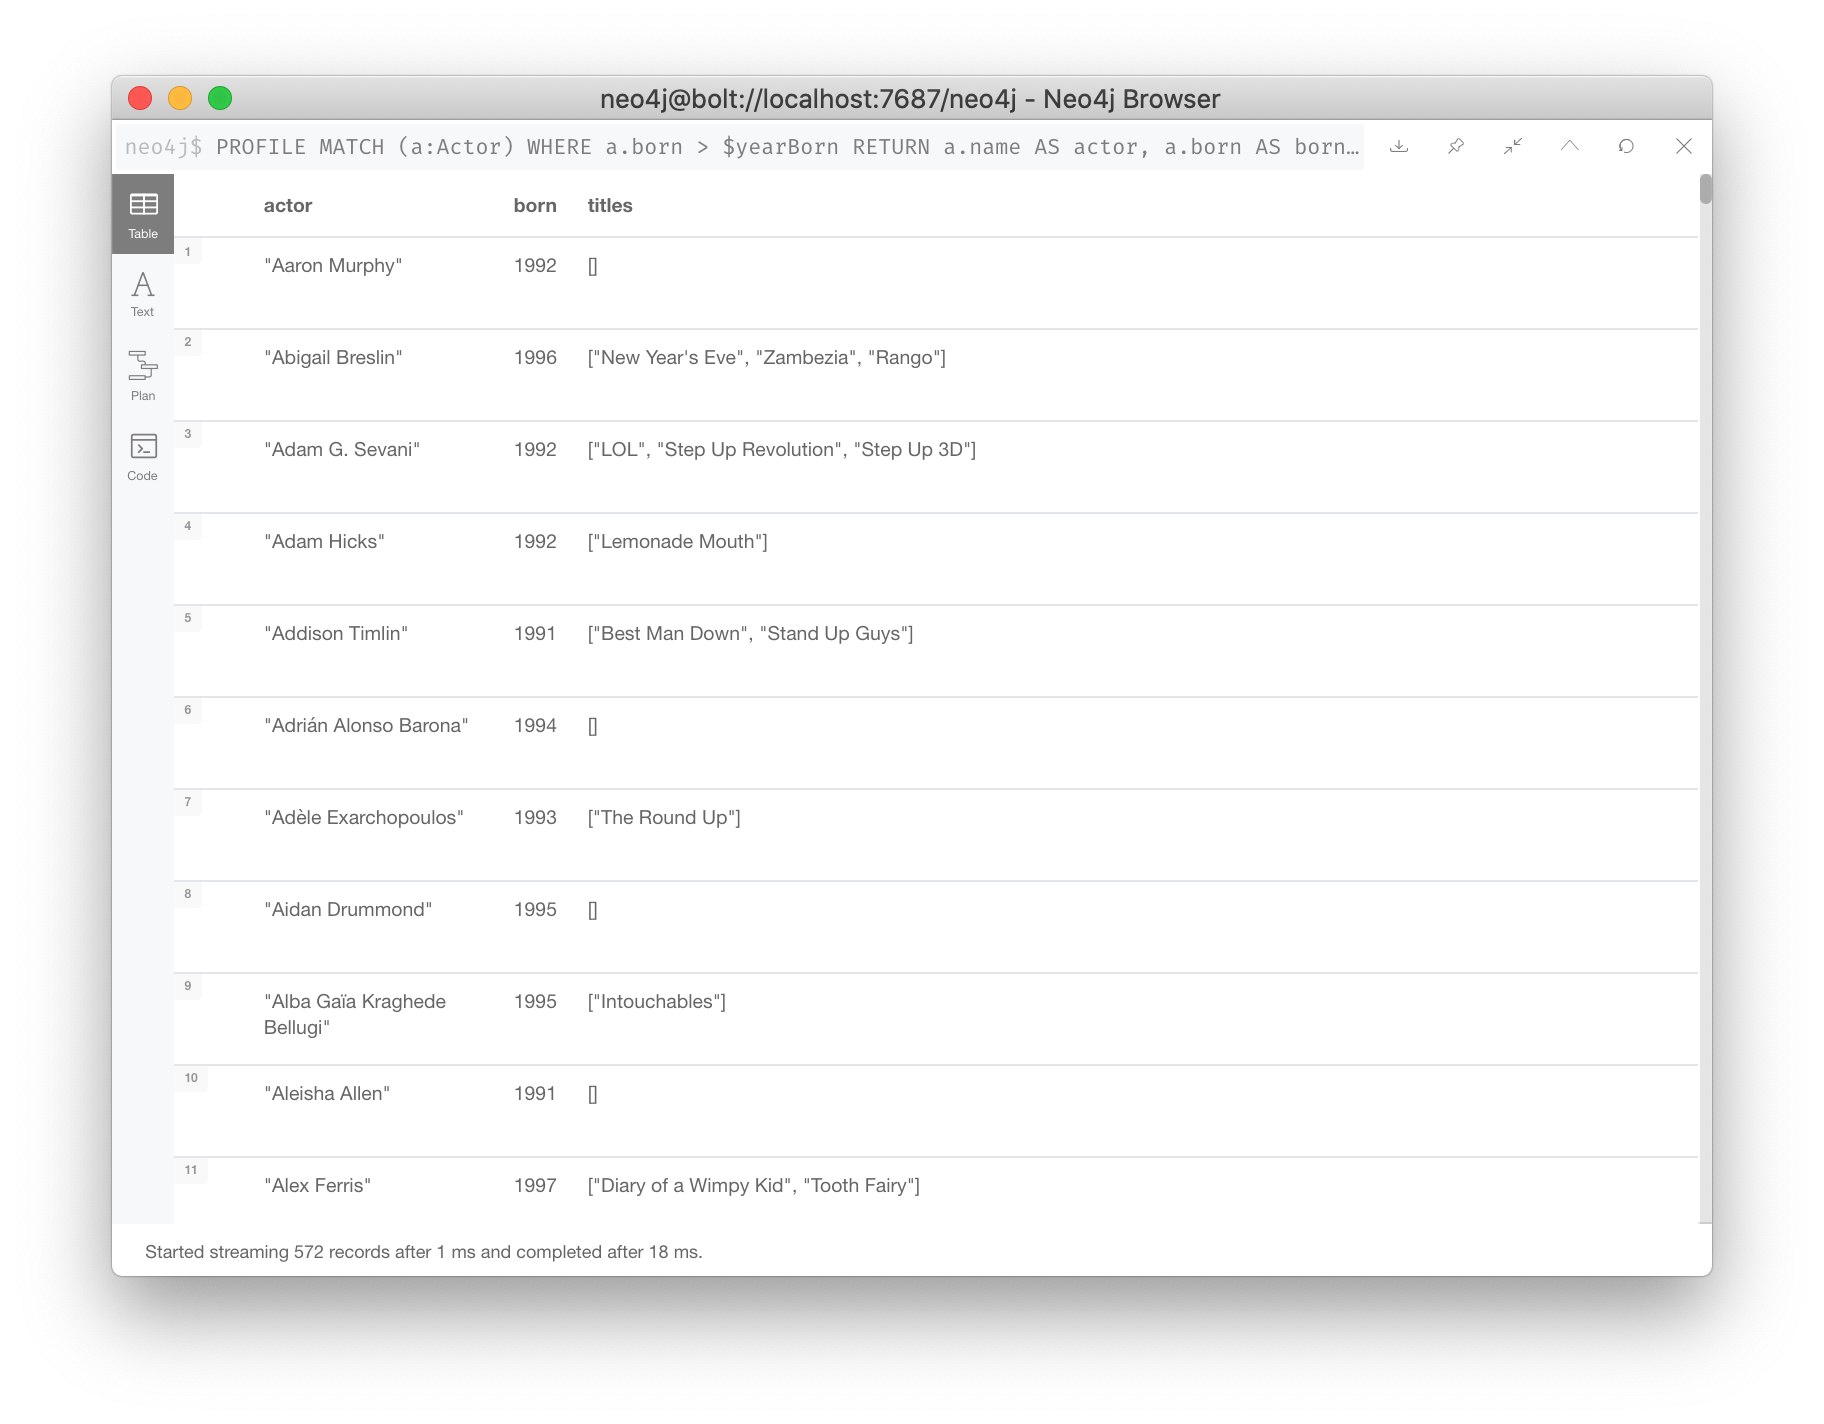 neo4j@bolt://localhost:7687/neo4j - Neo4j Browser
neo4j$ PROFILE MATCH (a:Actor) WHERE a.born > $yearBorn RETURN a.name AS actor, a.born AS born…
Table
Text
Plan
Code
actor born titles
1 "Aaron Murphy" 1992 []
2 "Abigail Breslin" 1996 ["New Year's Eve", "Zambezia", "Rango"]
3 "Adam G. Sevani" 1992 ["LOL", "Step Up Revolution", "Step Up 3D"]
4 "Adam Hicks" 1992 ["Lemonade Mouth"]
5 "Addison Timlin" 1991 ["Best Man Down", "Stand Up Guys"]
6 "Adrián Alonso Barona" 1994 []
7 "Adèle Exarchopoulos" 1993 ["The Round Up"]
8 "Aidan Drummond" 1995 []
9 "Alba Gaïa Kraghede 1995 ["Intouchables"]
Bellugi"
10 "Aleisha Allen" 1991 []
11 "Alex Ferris" 1997 ["Diary of a Wimpy Kid", "Tooth Fairy"]
Started streaming 572 records after 1 ms and completed after 18 ms.